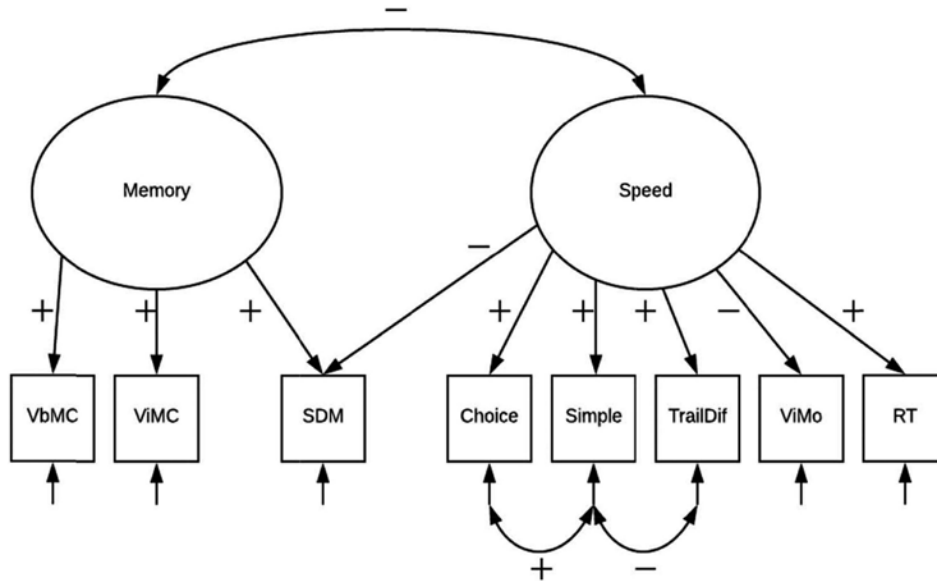 −
Memory
Speed
−
+ + + + + + − +
VbMC ViMC SDM Choice Simple TrailDif ViMo RT
+ −